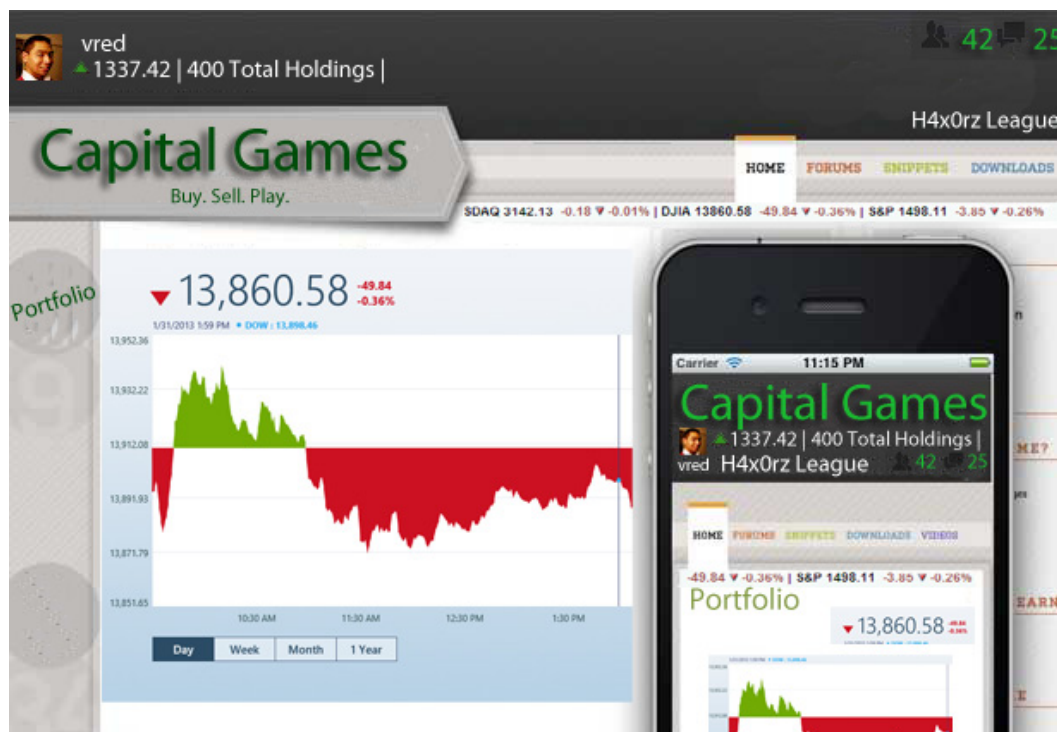 vred
42 25
1337.42 | 400 Total Holdings |
H4x0rz League
Capital Games
Buy. Sell. Play.
HOME FORUMS SNIPPETS DOWNLOADS
SDAQ 3142.13 -0.18 ▼ -0.01% | DJIA 13860.58 -49.84 ▼ -0.36% | S&P 1498.11 -3.85 ▼ -0.26%
Portfolio
13,860.58 -49.84
-0.36%
1/31/2013 1:59 PM • DOW : 13,898.46
13,952.36
13,932.22
13,912.08
13,891.93
13,871.79
13,851.65
10:30 AM 11:30 AM 12:30 PM 1:30 PM
Day Week Month 1 Year
Carrier 11:15 PM
Capital Games
1337.42 | 400 Total Holdings |
vred H4x0rz League 42 25
HOME FORUMS SNIPPETS DOWNLOADS VIDEOS
-49.84 ▼ -0.36% | S&P 1498.11 -3.85 ▼ -0.26%
Portfolio
13,860.58 -49.84
-0.36%
ME?
EARN